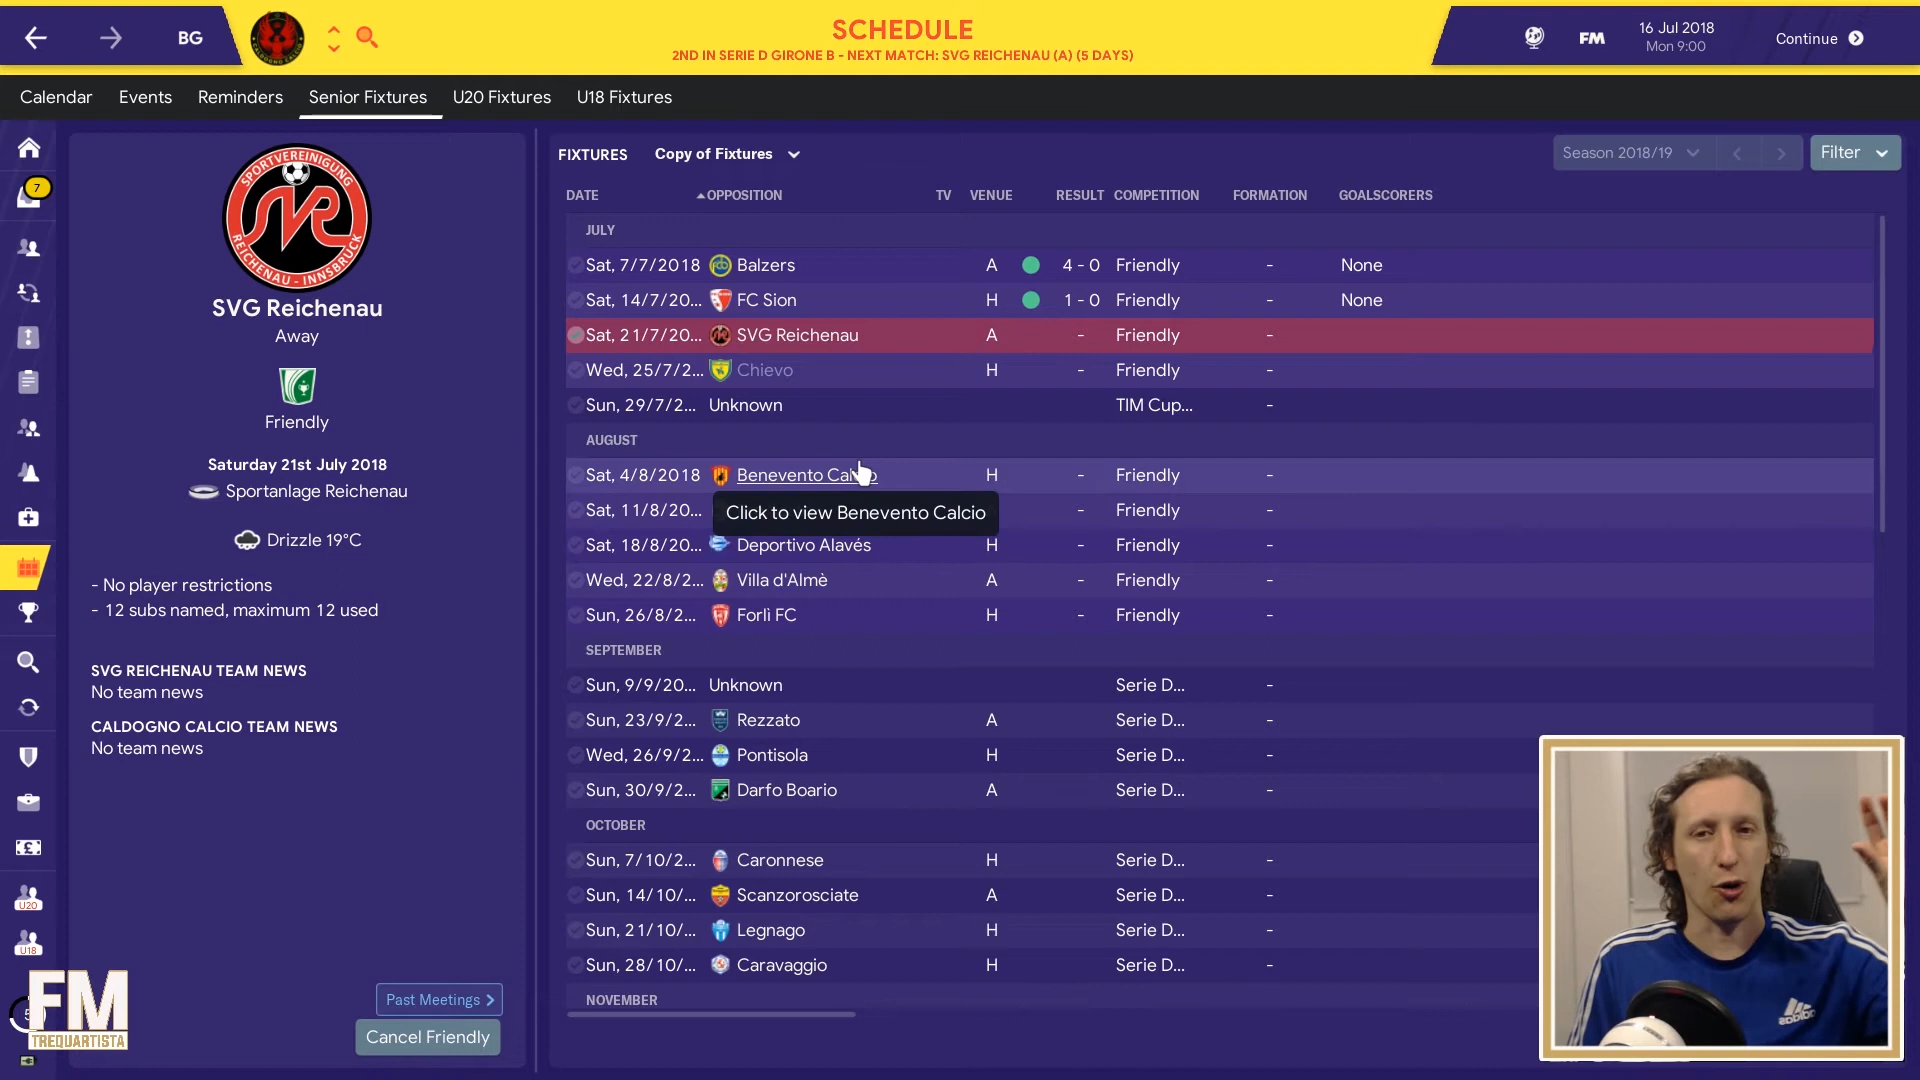 BG
SCHEDULE
2ND IN SERIE D GIRONE B - NEXT MATCH: SVG REICHENAU (A) (5 DAYS)
FM
16 Jul 2018
Mon 9:00
Continue
Calendar Events Reminders Senior Fixtures U20 Fixtures U18 Fixtures
7
SPORTVEREINIGUNG
REICHENAU - INNSBRUCK
SVG Reichenau
Away
Friendly
Saturday 21st July 2018
Sportanlage Reichenau
Drizzle 19°C
- No player restrictions
- 12 subs named, maximum 12 used
SVG REICHENAU TEAM NEWS
No team news
CALDOGNO CALCIO TEAM NEWS
No team news
Past Meetings
Cancel Friendly
U20
U18
FM
TREQUARTISTA
FIXTURES Copy of Fixtures Season 2018/19 Filter
DATE OPPOSITION TV VENUE RESULT COMPETITION FORMATION GOALSCORERS
JULY
Sat, 7/7/2018 Balzers A 4 - 0 Friendly - None
Sat, 14/7/20... FC Sion H 1 - 0 Friendly - None
Sat, 21/7/20... SVG Reichenau A - Friendly -
Wed, 25/7/2... Chievo H - Friendly -
Sun, 29/7/2... Unknown TIM Cup... -
AUGUST
Sat, 4/8/2018 Benevento Calcio H - Friendly -
Sat, 11/8/20... - Friendly -
Click to view Benevento Calcio
Sat, 18/8/20... Deportivo Alavés H - Friendly -
Wed, 22/8/2... Villa d'Almè A - Friendly -
Sun, 26/8/2... Forlì FC H - Friendly -
SEPTEMBER
Sun, 9/9/20... Unknown Serie D... -
Sun, 23/9/2... Rezzato A Serie D... -
Wed, 26/9/2... Pontisola H Serie D... -
Sun, 30/9/2... Darfo Boario A Serie D... -
OCTOBER
Sun, 7/10/2... Caronnese H Serie D... -
Sun, 14/10/... Scanzorosciate A Serie D... -
Sun, 21/10/... Legnago H Serie D... -
Sun, 28/10/... Caravaggio H Serie D... -
NOVEMBER
adidas